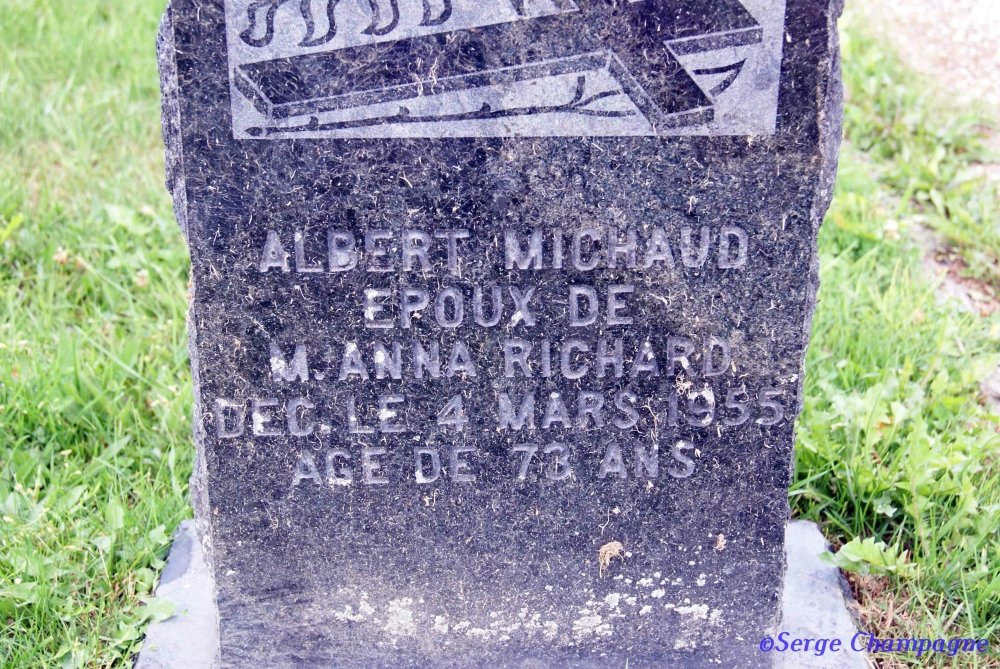 ALBERT MICHAUD
EPOUX DE
M. ANNA RICHARD
DEC. LE 4 MARS 1955
AGE DE 73 ANS
©Serge Champagne